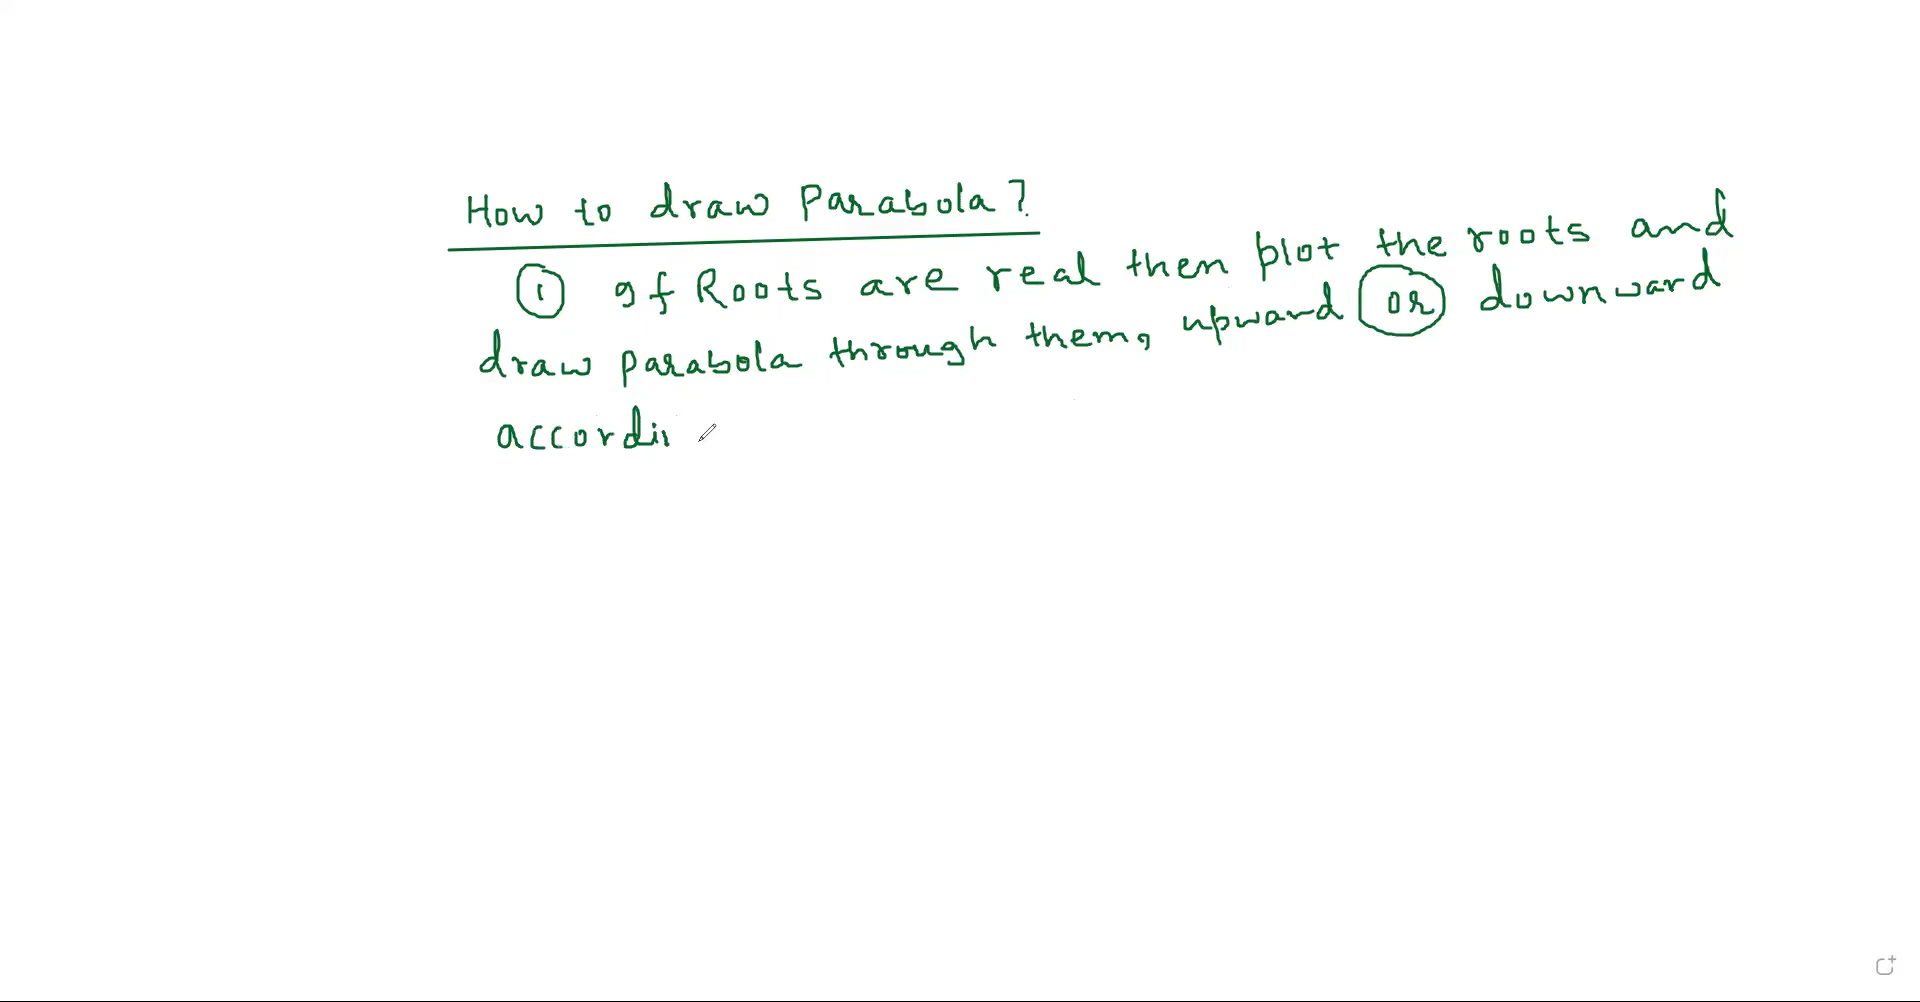 How to draw Parabola?
① If Roots are real then plot the roots and
draw parabola through them, upward or downward
accordi